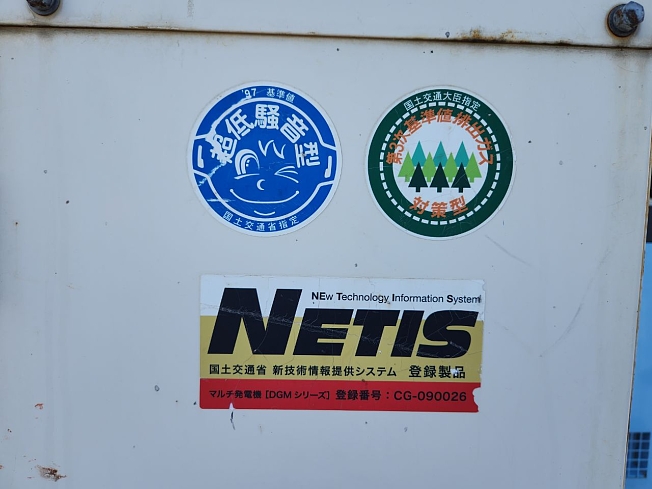 '97 基準値
超低騒音型
国土交通省指定
国土交通大臣指定
第3次基準値排出ガス
対策型
NEw Technology Information System
NETIS
国土交通省 新技術情報提供システム 登録製品
マルチ発電機 [DGM シリーズ] 登録番号：CG-090026